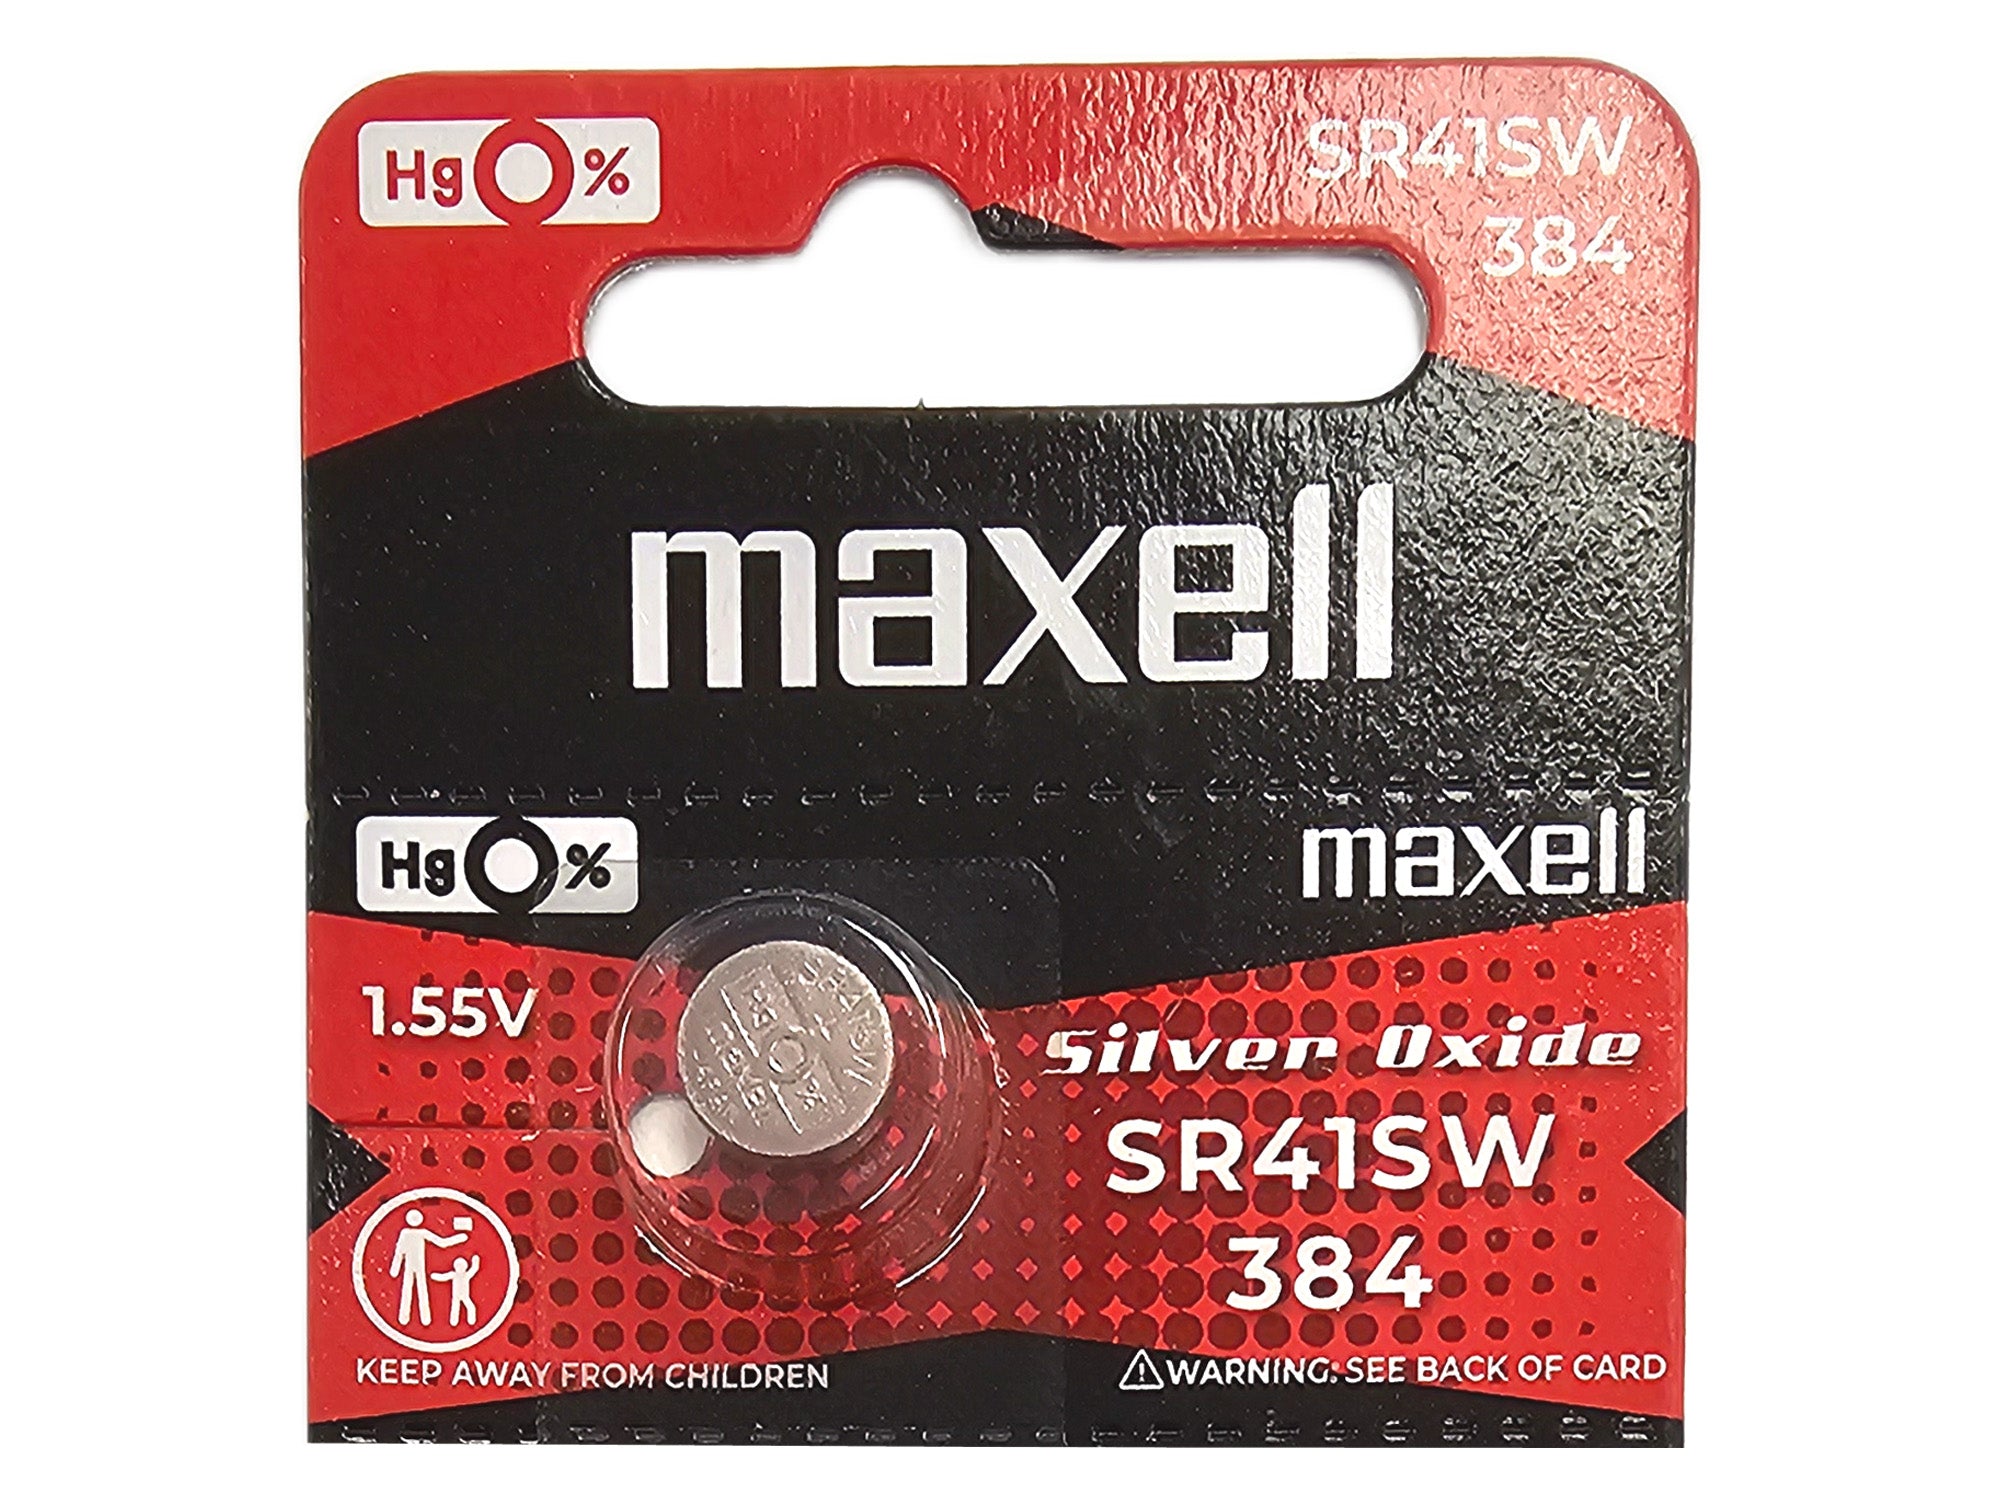 Hg 0 %
SR41SW
384
maxell
Hg 0 %
maxell
1.55V
Silver Oxide
SR41SW
384
KEEP AWAY FROM CHILDREN
⚠WARNING: SEE BACK OF CARD